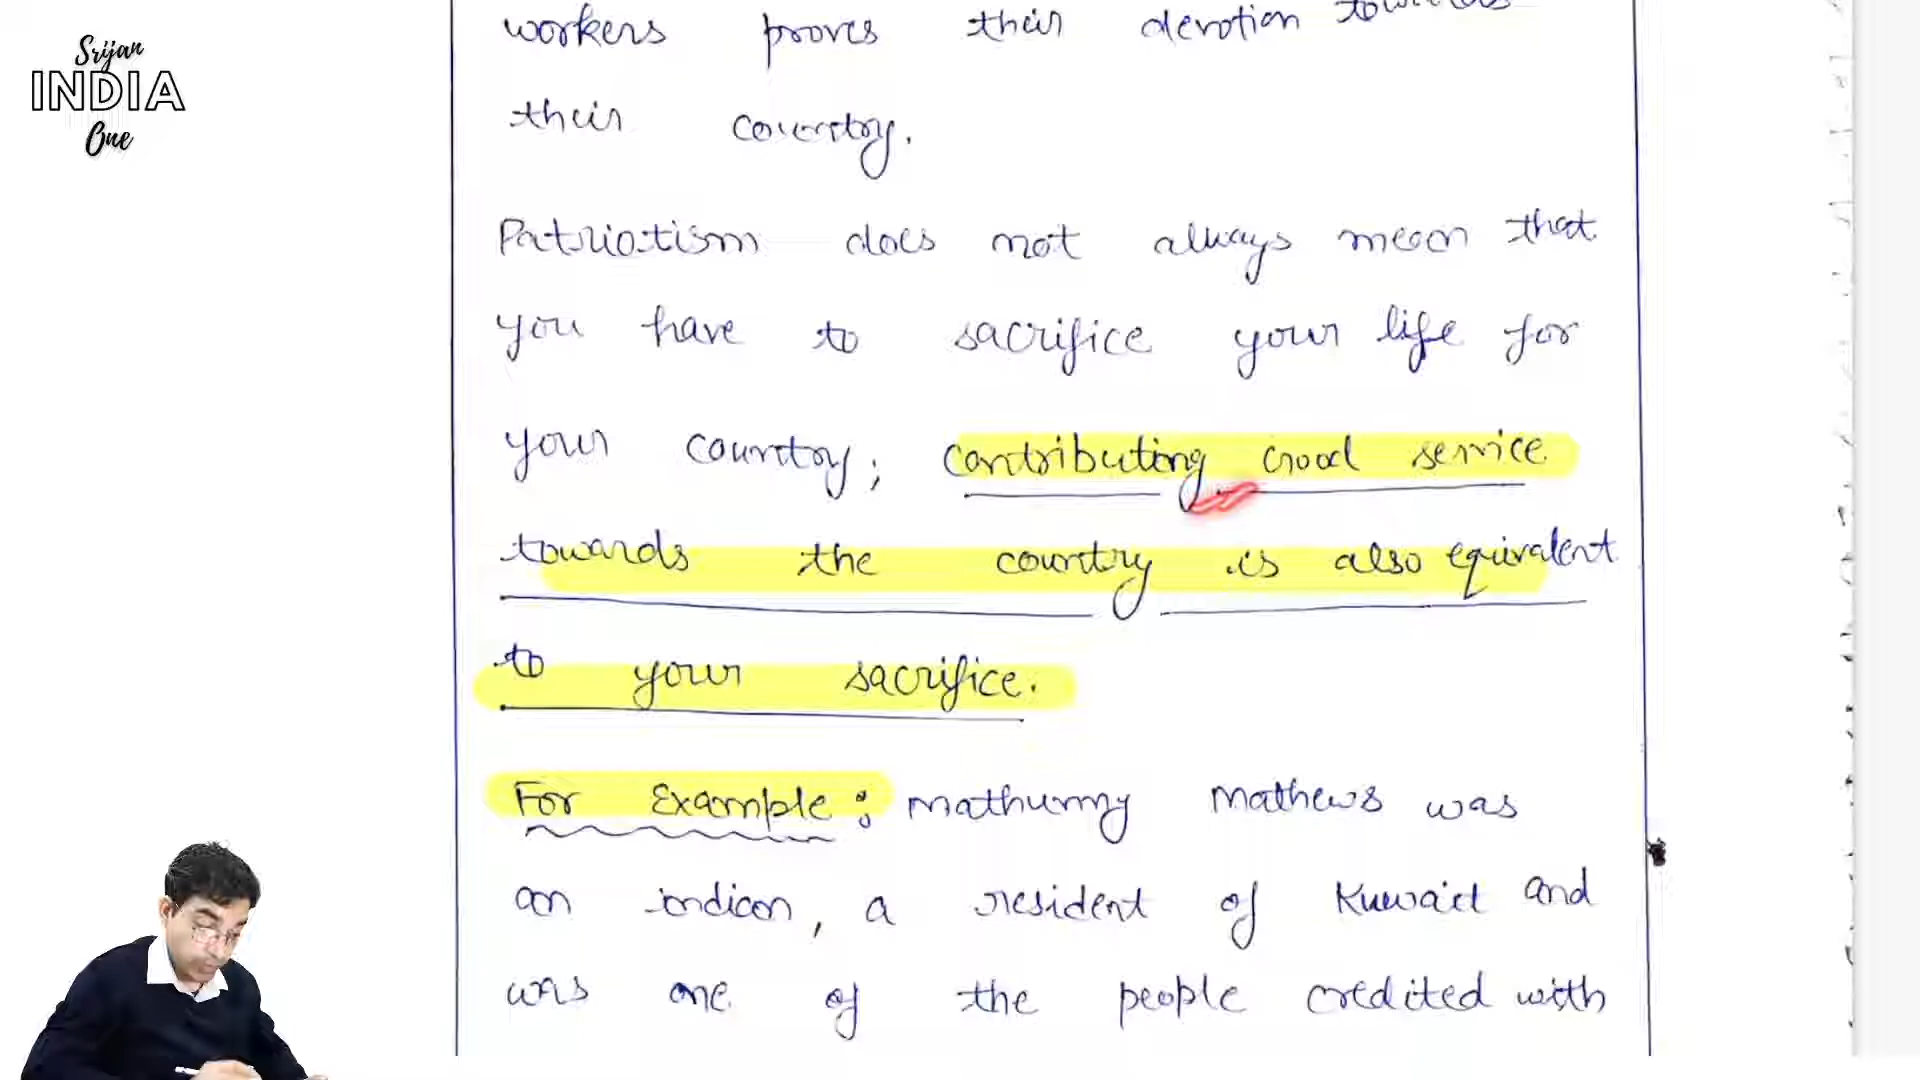 Srijan
INDIA
One
workers proves their devotion towards
their country.
Patriotism does not always mean that
you have to sacrifice your life for
your country; contributing Good service
towards the country is also equivalent
to your sacrifice.
For Example: Mathunny Mathews was
an indian, a resident of Kuwait and
was one of the people credited with